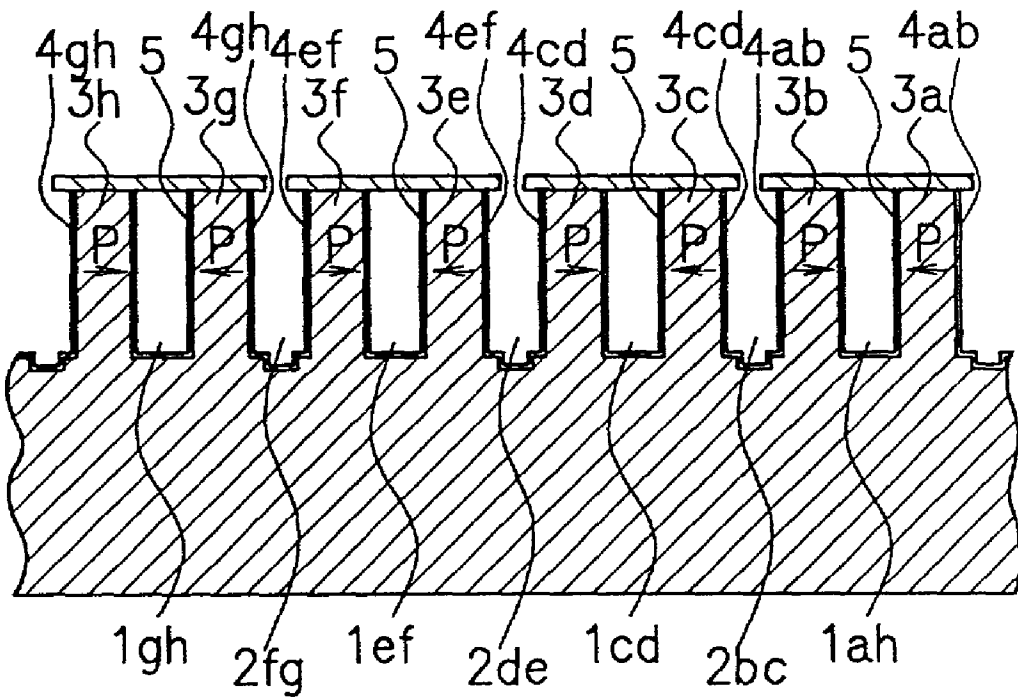 4gh 5 4gh 4ef 5 4ef 4cd 5 4cd 4ab 5 4ab
3h 3g 3f 3e 3d 3c 3b 3a
P P P P P P P P
1gh 2fg 1ef 2de 1cd 2bc 1ah